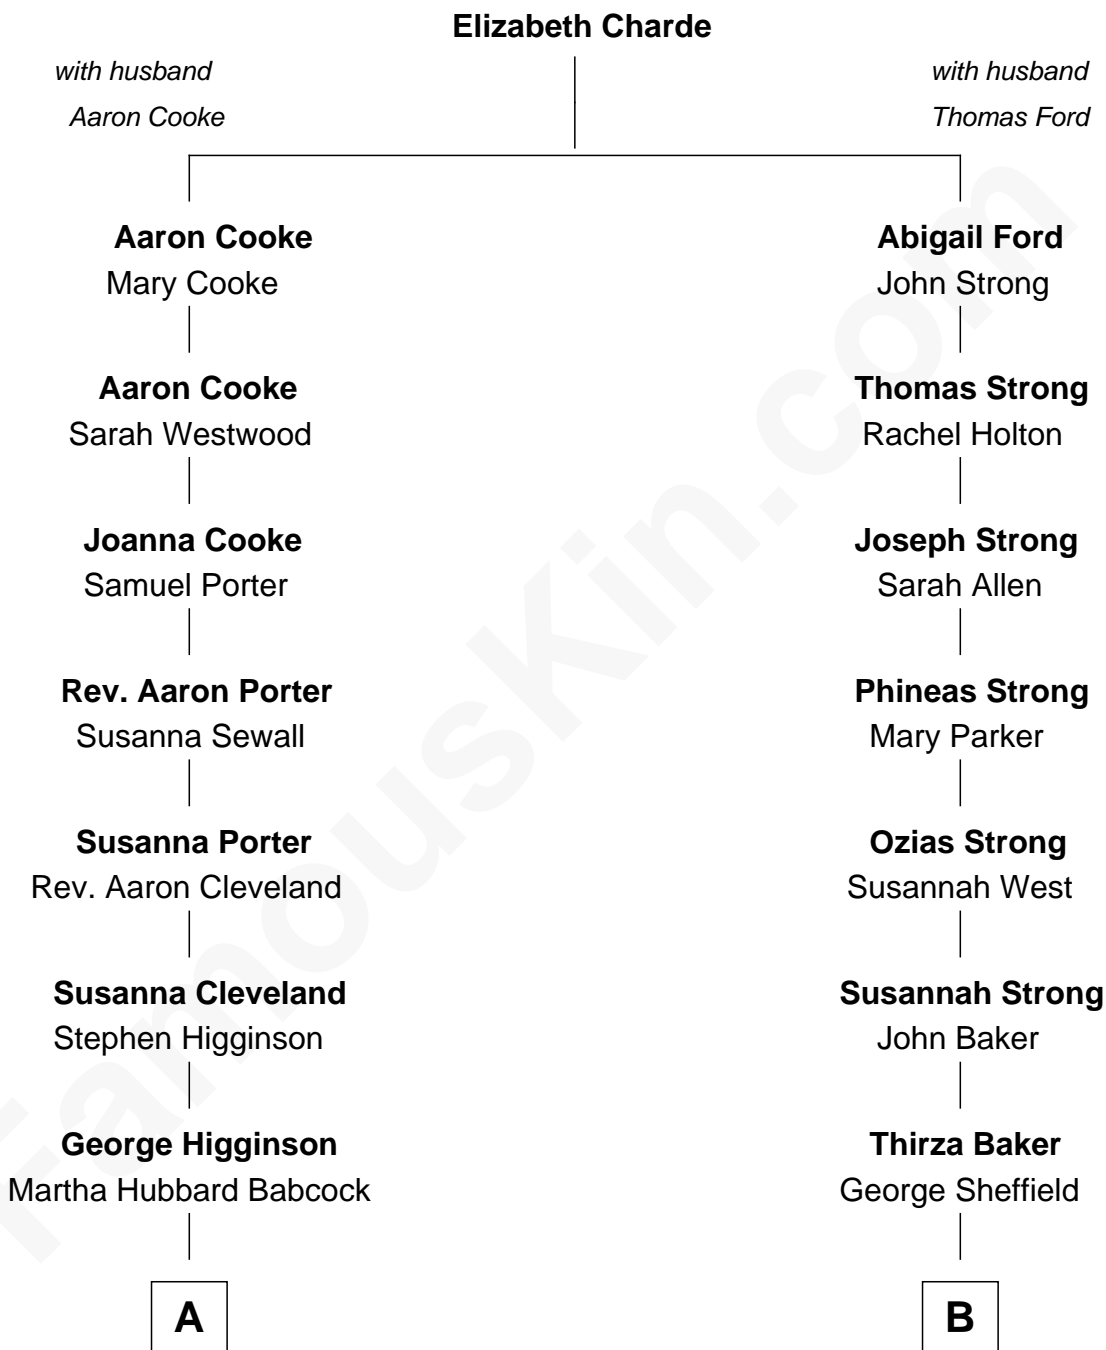 Elizabeth Charde
with husband
Aaron Cooke
with husband
Thomas Ford
Aaron Cooke
Mary Cooke
Abigail Ford
John Strong
Aaron Cooke
Sarah Westwood
Thomas Strong
Rachel Holton
Joanna Cooke
Samuel Porter
Joseph Strong
Sarah Allen
Rev. Aaron Porter
Susanna Sewall
Phineas Strong
Mary Parker
Susanna Porter
Rev. Aaron Cleveland
Ozias Strong
Susannah West
Susanna Cleveland
Stephen Higginson
Susannah Strong
John Baker
George Higginson
Martha Hubbard Babcock
Thirza Baker
George Sheffield
A
B
FamousKin.com